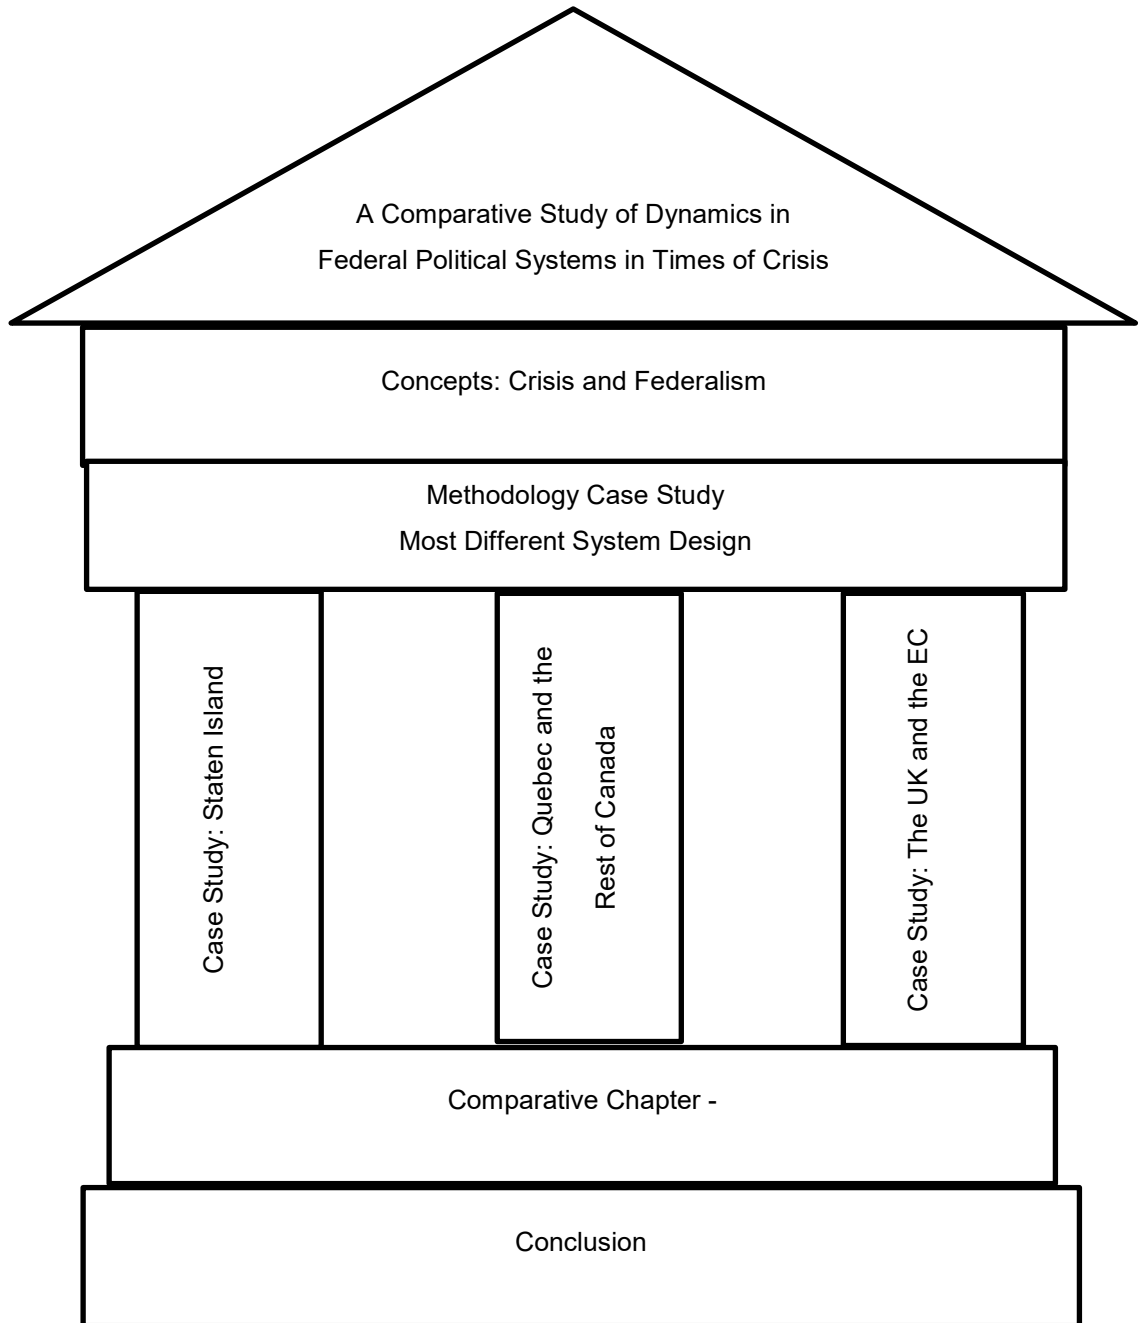 A Comparative Study of Dynamics in
Federal Political Systems in Times of Crisis
Concepts: Crisis and Federalism
Methodology Case Study
Most Different System Design
Case Study: Staten Island
Case Study: Quebec and the
Rest of Canada
Case Study: The UK and the EC
Comparative Chapter -
Conclusion